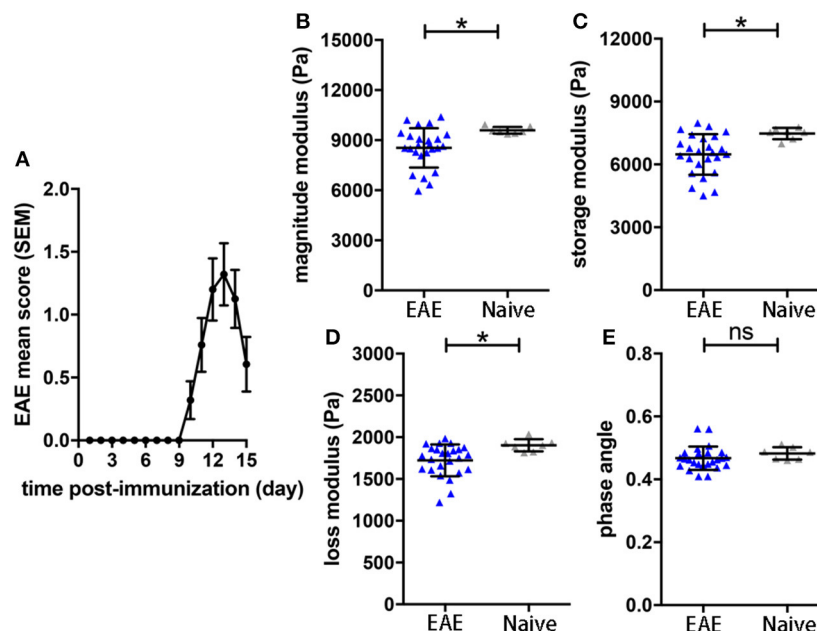 A
EAE mean score (SEM)
2.0
1.5
1.0
0.5
0.0
0 3 6 9 12 15
time post-immunization (day)
B
*
magnitude modulus (Pa)
15000
12000
9000
6000
3000
0
EAE Naive
C
*
storage modulus (Pa)
12000
9000
6000
3000
0
EAE Naive
D
*
loss modulus (Pa)
3000
2500
2000
1500
1000
500
0
EAE Naive
E
ns
phase angle
0.8
0.6
0.4
0.2
0.0
EAE Naive